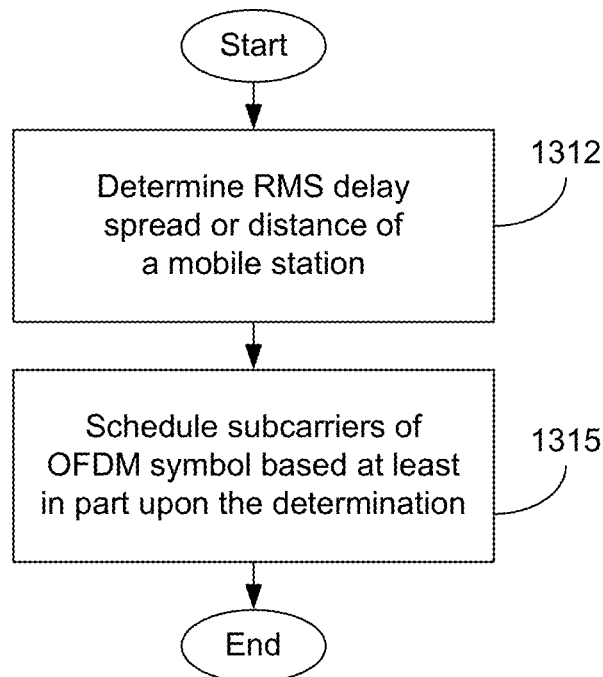 Start
1312
Determine RMS delay
spread or distance of
a mobile station
1315
Schedule subcarriers of
OFDM symbol based at least
in part upon the determination
End